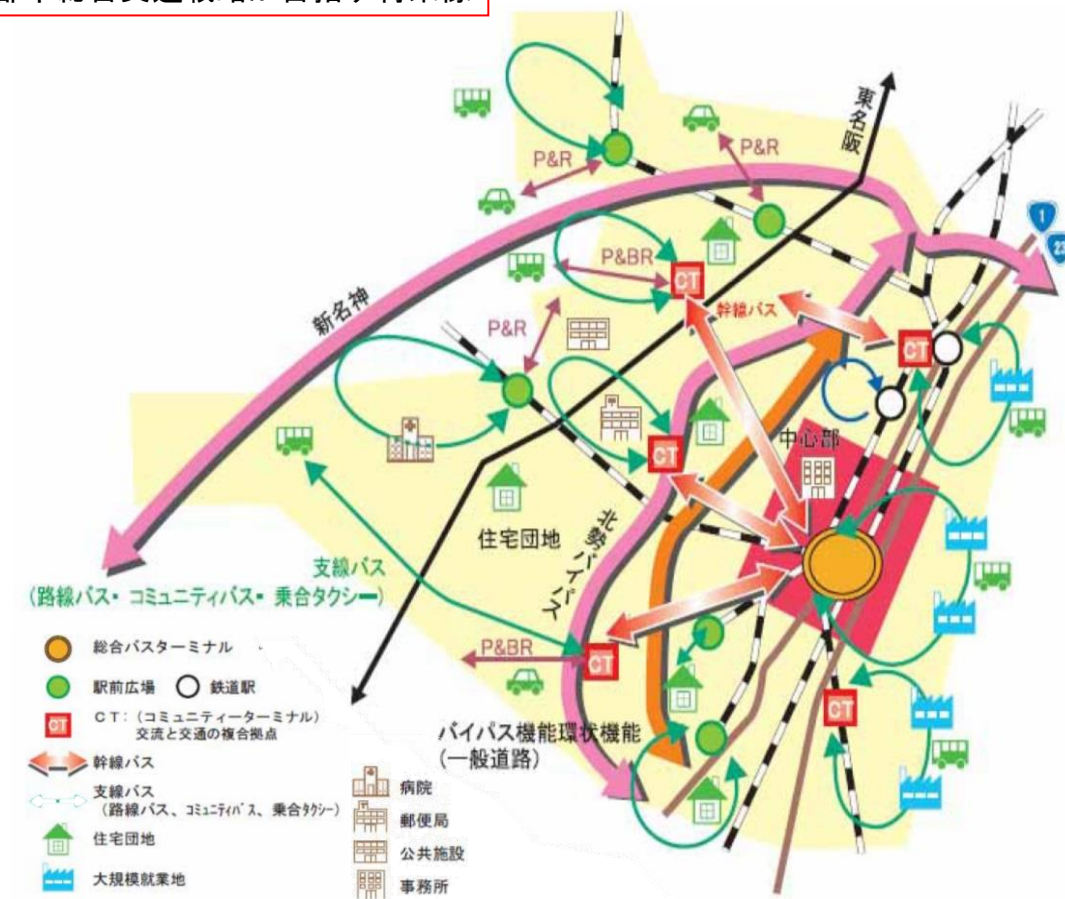 東名阪
P&R
P&R
1
23
P&BR
CT
幹線バス
新名神
P&R
CT
中心部
CT
住宅団地
北勢バイパス
支線バス
(路線バス・コミュニティバス・乗合タクシー)
P&BR
CT
CT
バイパス機能環状機能
(一般道路)
総合バスターミナル
駅前広場 鉄道駅
CT CT:(コミュニティーターミナル)
交流と交通の複合拠点
幹線バス
支線バス
(路線バス、コミュニティバス、乗合タクシー)
住宅団地
大規模就業地
病院
郵便局
公共施設
事務所